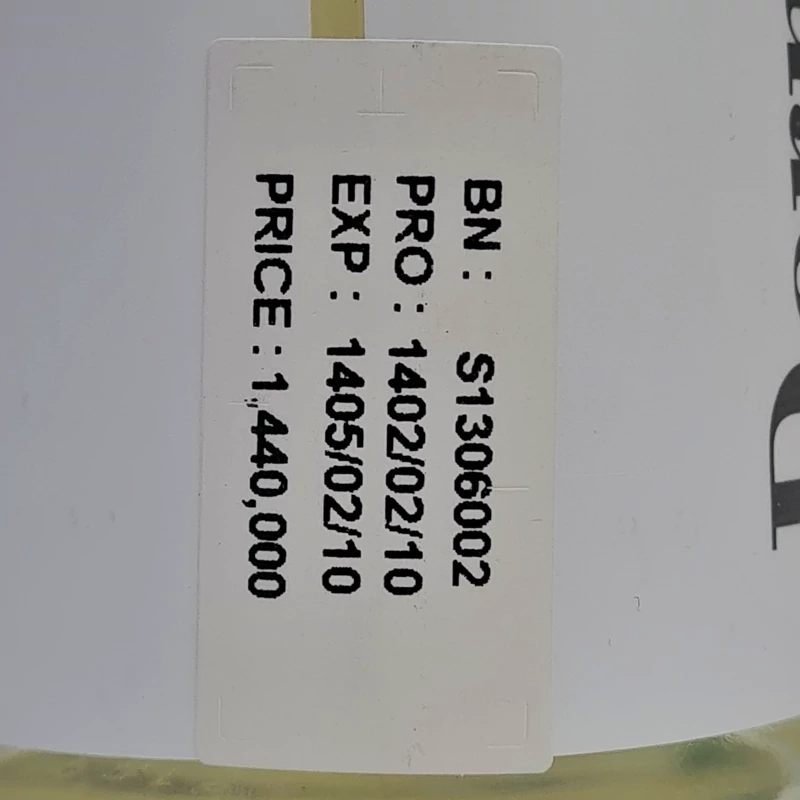 BN : S1306002
PRO : 1402/02/10
EXP : 1405/02/10
PRICE : 1,440,000